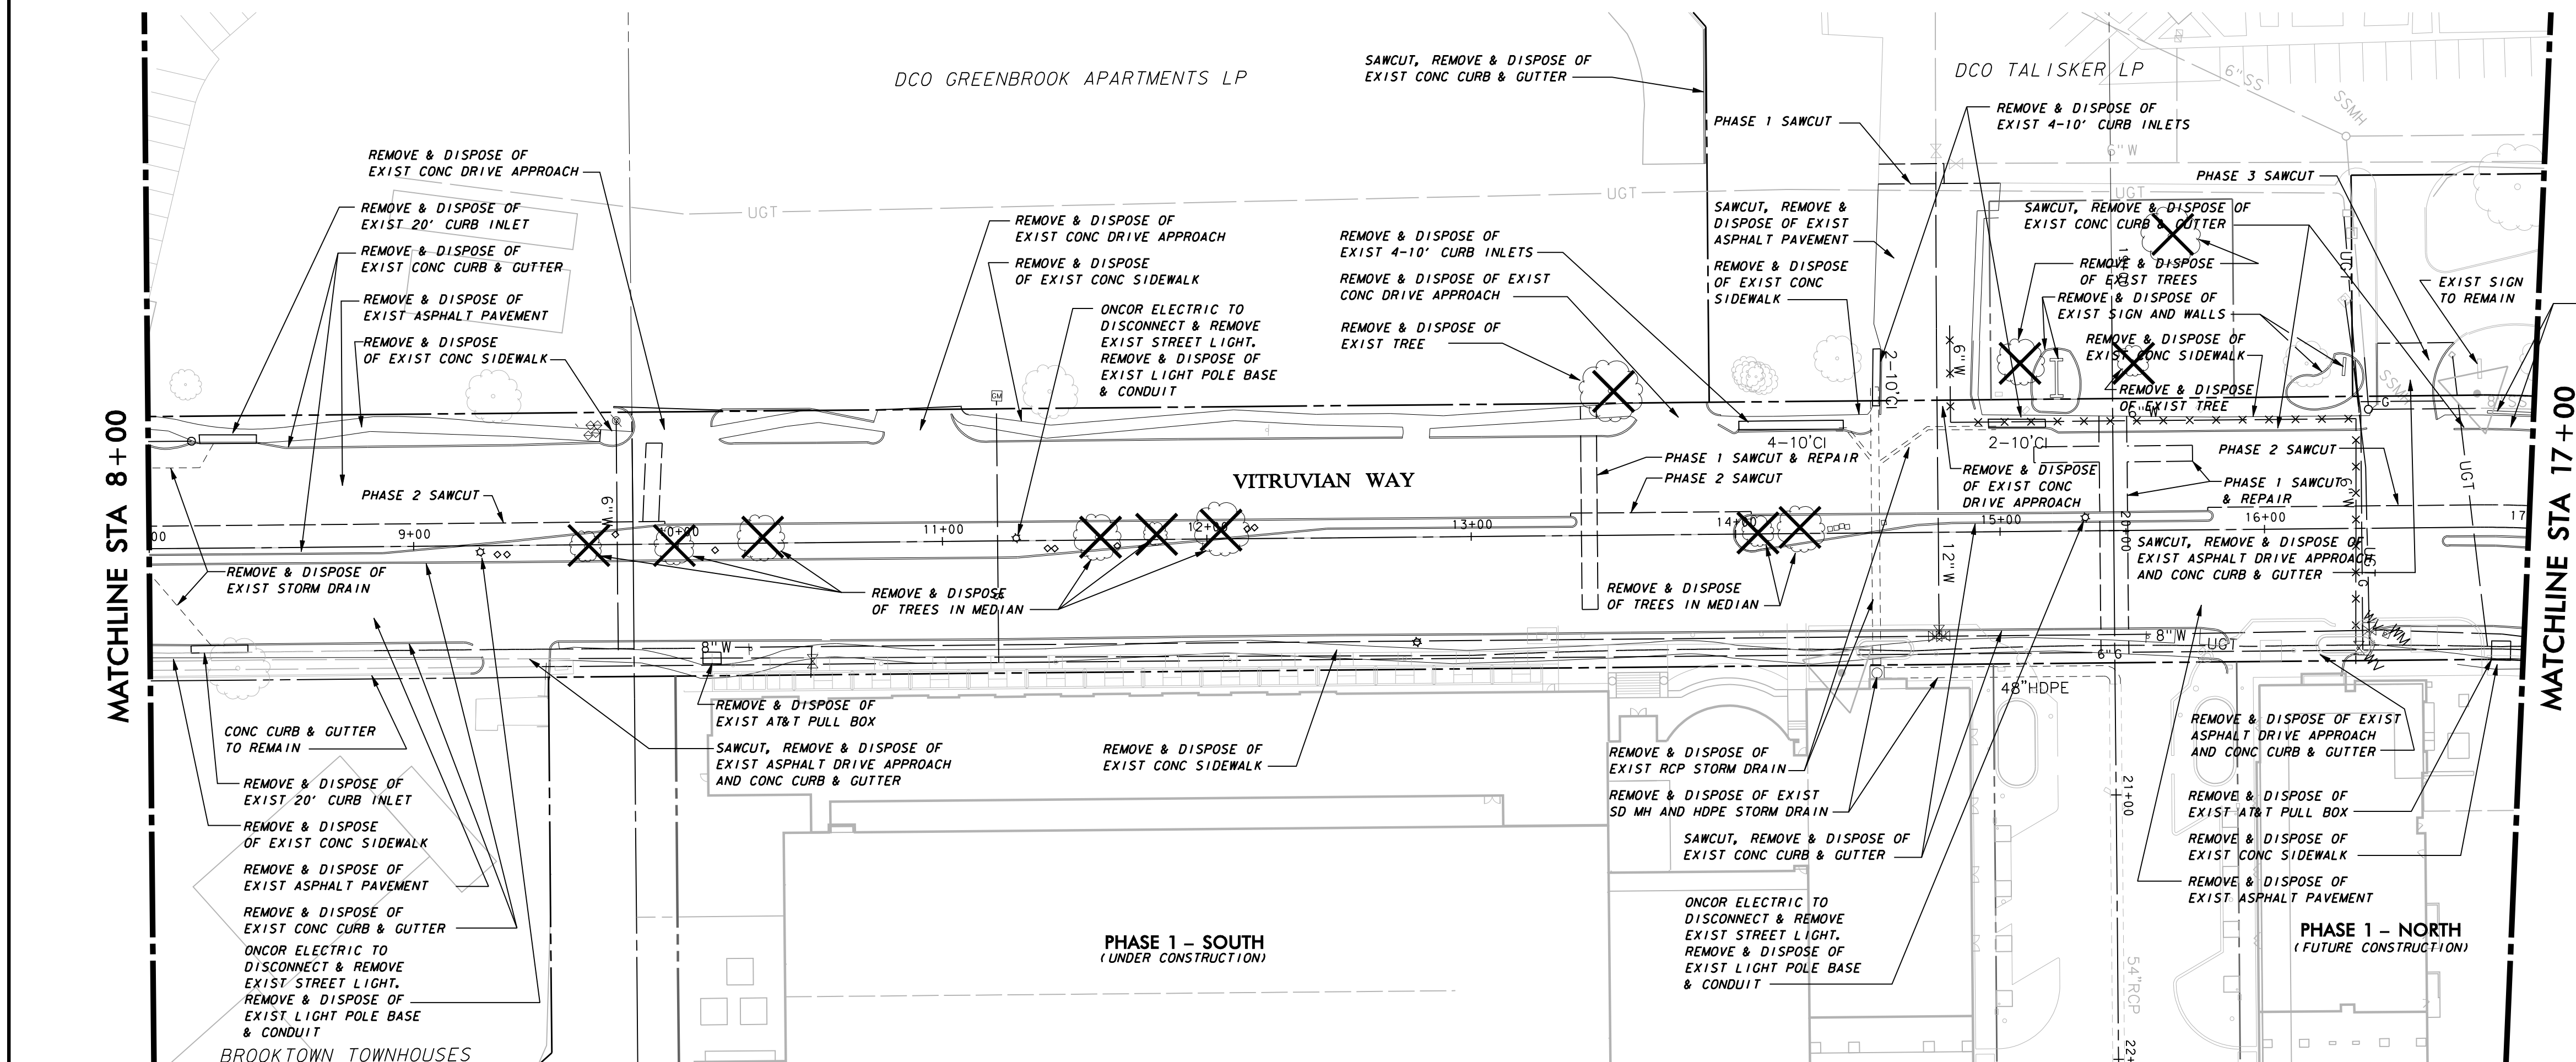 DCO GREENBROOK APARTMENTS LP
SAWCUT, REMOVE & DISPOSE OF
EXIST CONC CURB & GUTTER
DCO TALISKER LP
6"SS
SSMH
REMOVE & DISPOSE OF
EXIST 4-10' CURB INLETS
PHASE 1 SAWCUT
6" W
PHASE 3 SAWCUT
UGT
UGT
UGT
REMOVE & DISPOSE OF
EXIST CONC DRIVE APPROACH
REMOVE & DISPOSE OF
EXIST 20' CURB INLET
REMOVE & DISPOSE OF
EXIST CONC CURB & GUTTER
REMOVE & DISPOSE OF
EXIST ASPHALT PAVEMENT
REMOVE & DISPOSE
OF EXIST CONC SIDEWALK
REMOVE & DISPOSE OF
EXIST CONC DRIVE APPROACH
REMOVE & DISPOSE
OF EXIST CONC SIDEWALK
ONCOR ELECTRIC TO
DISCONNECT & REMOVE
EXIST STREET LIGHT.
REMOVE & DISPOSE OF
EXIST LIGHT POLE BASE
& CONDUIT
REMOVE & DISPOSE OF
EXIST 4-10' CURB INLETS
REMOVE & DISPOSE OF EXIST
CONC DRIVE APPROACH
REMOVE & DISPOSE OF
EXIST TREE
SAWCUT, REMOVE &
DISPOSE OF EXIST
ASPHALT PAVEMENT
REMOVE & DISPOSE
OF EXIST CONC
SIDEWALK
SAWCUT, REMOVE & DISPOSE OF
EXIST CONC CURB & GUTTER
REMOVE & DISPOSE
OF EXIST TREES
REMOVE & DISPOSE OF
EXIST SIGN AND WALLS
REMOVE & DISPOSE OF
EXIST CONC SIDEWALK
REMOVE & DISPOSE
OF EXIST TREE
EXIST SIGN
TO REMAIN
UGT
19+00
6"W
2-10'CI
GM
SSMH
8"SS
G
6" W
4-10'CI
2-10'CI
MATCHLINE STA 8+00
MATCHLINE STA 17+00
VITRUVIAN WAY
PHASE 2 SAWCUT
6"W
PHASE 1 SAWCUT & REPAIR
PHASE 2 SAWCUT
REMOVE & DISPOSE
OF EXIST CONC
DRIVE APPROACH
PHASE 2 SAWCUT
PHASE 1 SAWCUT
& REPAIR
6"W
UGT
00
9+00
10+00
11+00
12+00
13+00
14+00
15+00
16+00
17
20+00
SAWCUT, REMOVE & DISPOSE OF
EXIST ASPHALT DRIVE APPROACH
AND CONC CURB & GUTTER
UGT
G
12"W
REMOVE & DISPOSE OF
EXIST STORM DRAIN
REMOVE & DISPOSE
OF TREES IN MEDIAN
G
REMOVE & DISPOSE
OF TREES IN MEDIAN
8"W
8"W
UGT
6"G
WV
WM
WV
48"HDPE
CONC CURB & GUTTER
TO REMAIN
REMOVE & DISPOSE OF
EXIST 20' CURB INLET
REMOVE & DISPOSE
OF EXIST CONC SIDEWALK
REMOVE & DISPOSE OF
EXIST ASPHALT PAVEMENT
REMOVE & DISPOSE OF
EXIST CONC CURB & GUTTER
ONCOR ELECTRIC TO
DISCONNECT & REMOVE
EXIST STREET LIGHT.
REMOVE & DISPOSE OF
EXIST LIGHT POLE BASE
& CONDUIT
BROOKTOWN TOWNHOUSES
REMOVE & DISPOSE OF
EXIST AT&T PULL BOX
SAWCUT, REMOVE & DISPOSE OF
EXIST ASPHALT DRIVE APPROACH
AND CONC CURB & GUTTER
REMOVE & DISPOSE OF
EXIST CONC SIDEWALK
PHASE 1 – SOUTH
(UNDER CONSTRUCTION)
REMOVE & DISPOSE OF
EXIST RCP STORM DRAIN
REMOVE & DISPOSE OF EXIST
SD MH AND HDPE STORM DRAIN
SAWCUT, REMOVE & DISPOSE OF
EXIST CONC CURB & GUTTER
ONCOR ELECTRIC TO
DISCONNECT & REMOVE
EXIST STREET LIGHT.
REMOVE & DISPOSE OF
EXIST LIGHT POLE BASE
& CONDUIT
21+00
54"RCP
22+
REMOVE & DISPOSE OF EXIST
ASPHALT DRIVE APPROACH
AND CONC CURB & GUTTER
REMOVE & DISPOSE OF
EXIST AT&T PULL BOX
REMOVE & DISPOSE OF
EXIST CONC SIDEWALK
REMOVE & DISPOSE OF
EXIST ASPHALT PAVEMENT
PHASE 1 – NORTH
(FUTURE CONSTRUCTION)